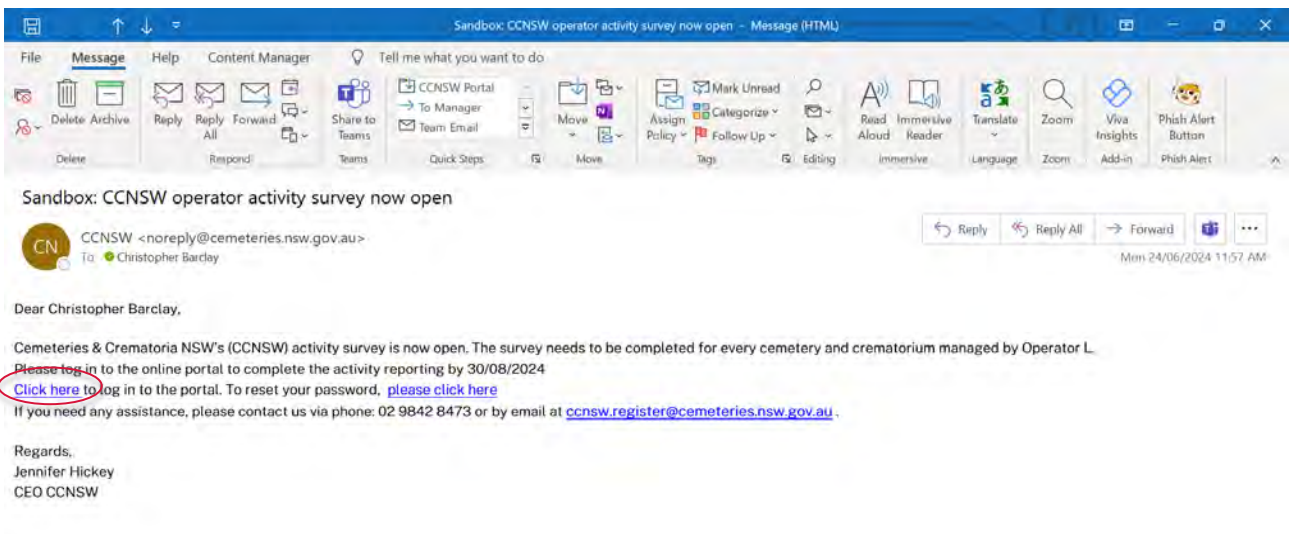 Sandbox: CCNSW operator activity survey now open - Message (HTML)
File Message Help Content Manager Tell me what you want to do
Delete Archive
Reply Reply All Forward
Share to Teams
CCNSW Portal
To Manager
Team Email
Move
Assign Policy
Mark Unread
Categorize
Follow Up
Read Aloud Immersive Reader
Translate
Zoom
Viva Insights
Phish Alert Button
Delete Respond Teams Quick Steps Move Tags Editing Immersive Language Zoom Add-in Phish Alert
Sandbox: CCNSW operator activity survey now open
CN
CCNSW <noreply@cemeteries.nsw.gov.au>
To Christopher Barclay
Reply Reply All Forward
Mon 24/06/2024 11:57 AM
Dear Christopher Barclay,
Cemeteries & Crematoria NSW's (CCNSW) activity survey is now open. The survey needs to be completed for every cemetery and crematorium managed by Operator L.
Please log in to the online portal to complete the activity reporting by 30/08/2024
Click here to log in to the portal. To reset your password, please click here
If you need any assistance, please contact us via phone: 02 9842 8473 or by email at ccnsw.register@cemeteries.nsw.gov.au .
Regards,
Jennifer Hickey
CEO CCNSW